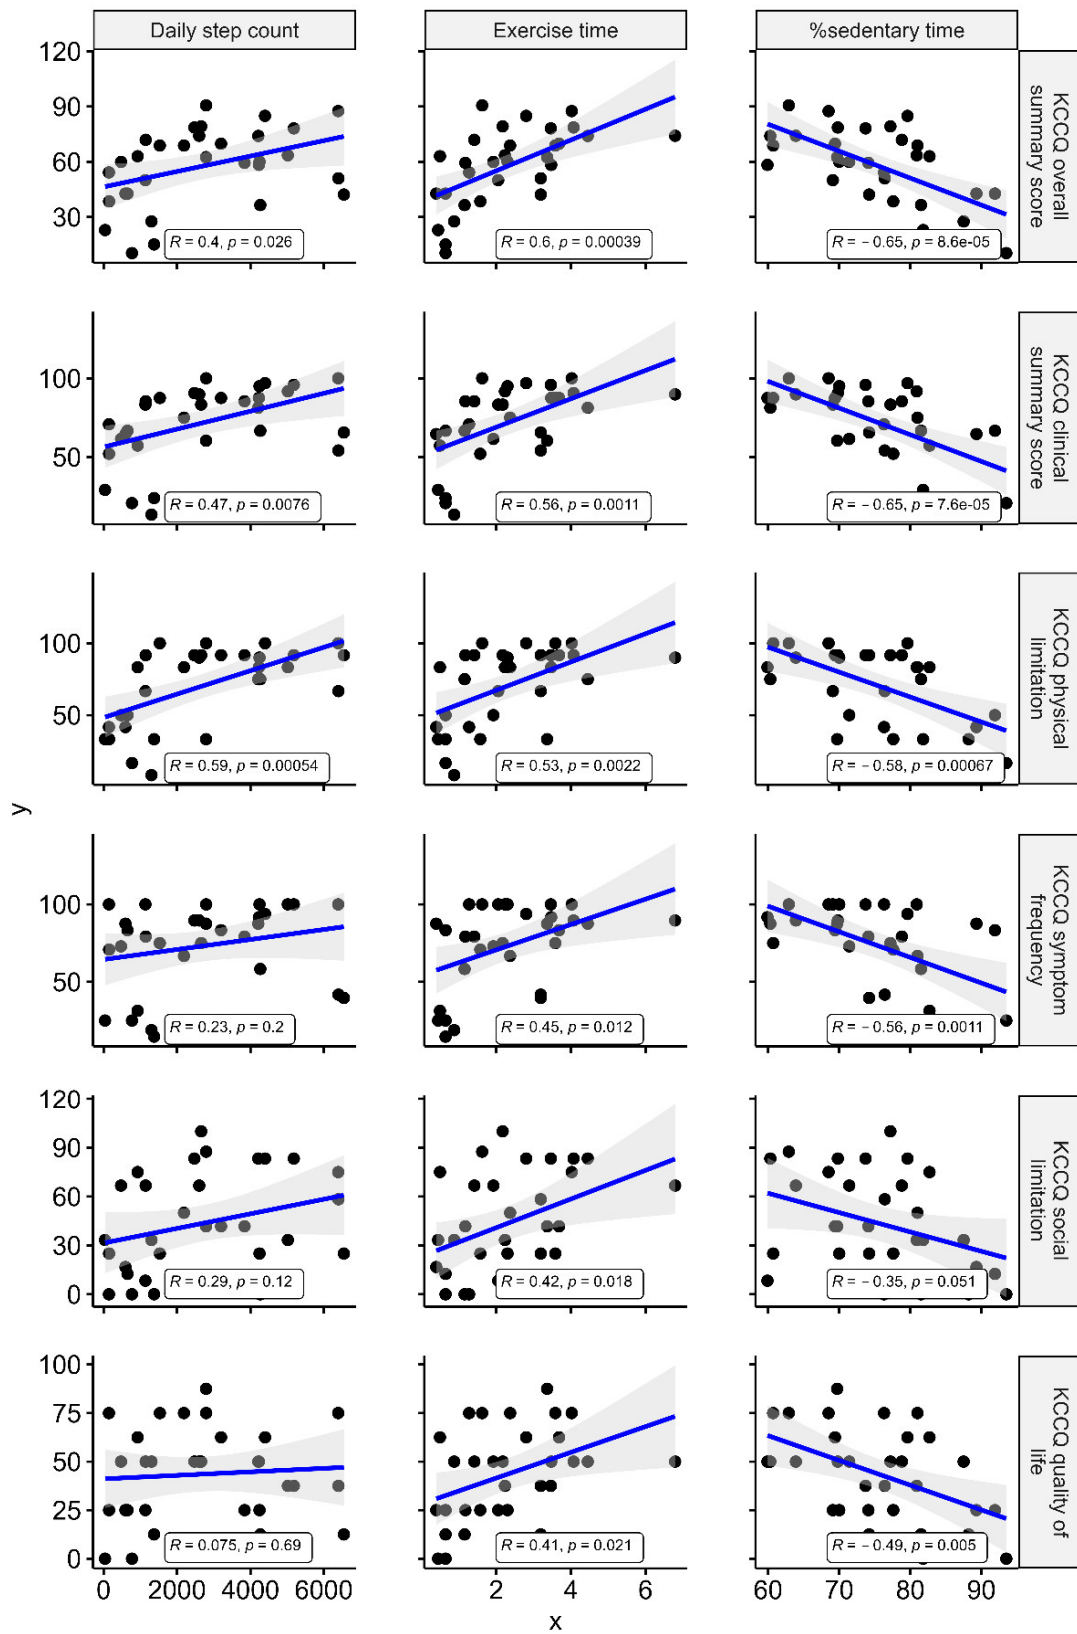 Daily step count
Exercise time
%sedentary time
120
90
60
30
R = 0.4, p = 0.026
R = 0.6, p = 0.00039
R = − 0.65, p = 8.6e-05
KCCQ overall
summary score
100
50
R = 0.47, p = 0.0076
R = 0.56, p = 0.0011
R = − 0.65, p = 7.6e-05
KCCQ clinical
summary score
100
50
R = 0.59, p = 0.00054
R = 0.53, p = 0.0022
R = − 0.58, p = 0.00067
KCCQ physical
limitation
y
100
50
R = 0.23, p = 0.2
R = 0.45, p = 0.012
R = − 0.56, p = 0.0011
KCCQ symptom
frequency
120
90
60
30
0
R = 0.29, p = 0.12
R = 0.42, p = 0.018
R = − 0.35, p = 0.051
KCCQ social
limitation
100
75
50
25
0
R = 0.075, p = 0.69
R = 0.41, p = 0.021
R = − 0.49, p = 0.005
KCCQ quality of
life
0 2000 4000 6000
2 4 6
60 70 80 90
x